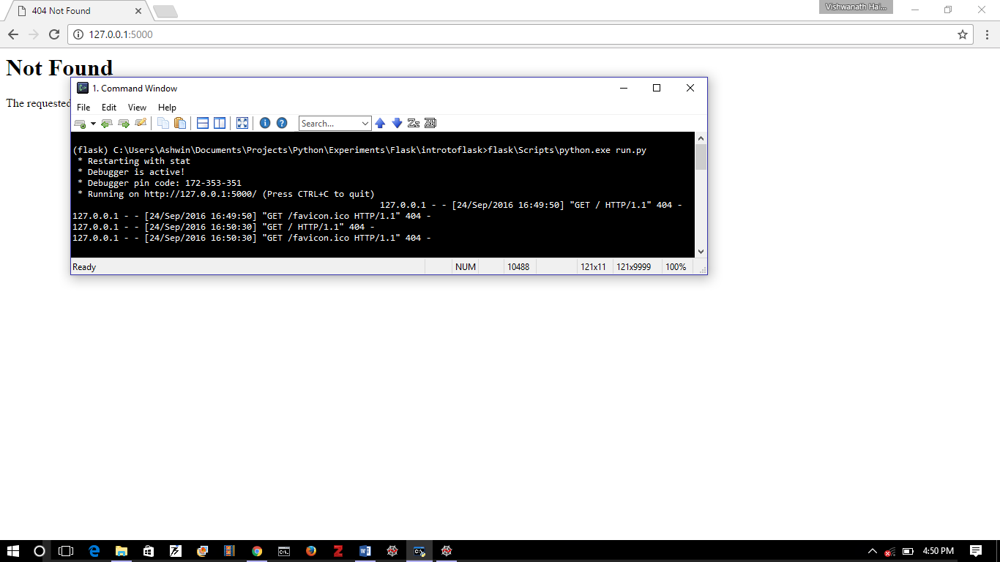 404 Not Found
Vishwanath Hai...
127.0.0.1:5000
Not Found
The requested
1. Command Window
File Edit View Help
Search...
(flask) C:\Users\Ashwin\Documents\Projects\Python\Experiments\Flask\introtoflask>flask\Scripts\python.exe run.py
* Restarting with stat
* Debugger is active!
* Debugger pin code: 172-353-351
* Running on http://127.0.0.1:5000/ (Press CTRL+C to quit)
127.0.0.1 - - [24/Sep/2016 16:49:50] "GET / HTTP/1.1" 404 -
127.0.0.1 - - [24/Sep/2016 16:49:50] "GET /favicon.ico HTTP/1.1" 404 -
127.0.0.1 - - [24/Sep/2016 16:50:30] "GET / HTTP/1.1" 404 -
127.0.0.1 - - [24/Sep/2016 16:50:30] "GET /favicon.ico HTTP/1.1" 404 -
Ready NUM 10488 121x11 121x9999 100%
4:50 PM